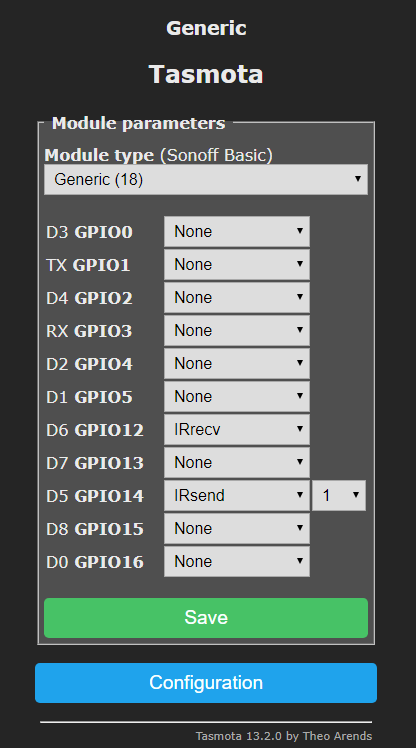 Generic
Tasmota
Module parameters
Module type (Sonoff Basic)
Generic (18)
D3 GPIO0 None
TX GPIO1 None
D4 GPIO2 None
RX GPIO3 None
D2 GPIO4 None
D1 GPIO5 None
D6 GPIO12 IRrecv
D7 GPIO13 None
D5 GPIO14 IRsend 1
D8 GPIO15 None
D0 GPIO16 None
Save
Configuration
Tasmota 13.2.0 by Theo Arends